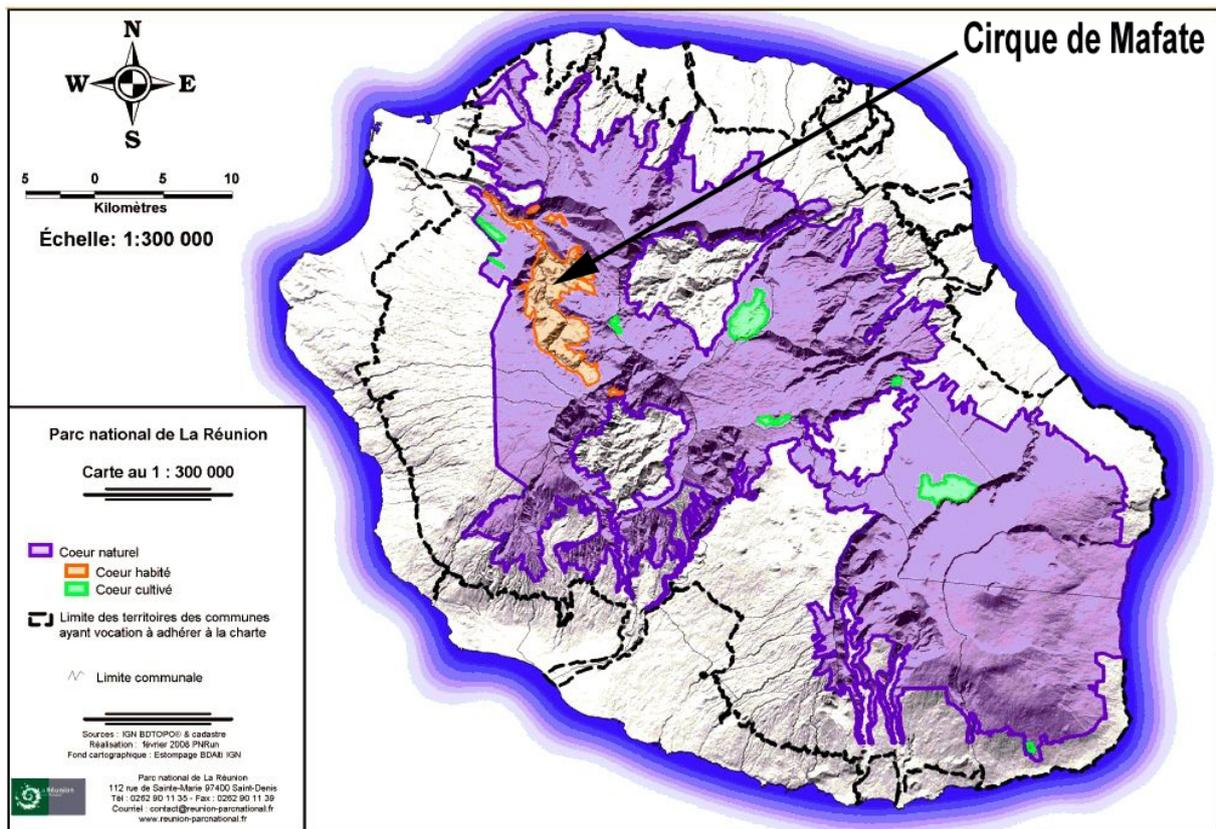 Cirque de Mafate
N
W E
S
5 0 5 10
Kilomètres
Échelle: 1:300 000
Parc national de La Réunion
Carte au 1 : 300 000
Coeur naturel
Coeur habité
Coeur cultivé
Limite des territoires des communes
ayant vocation à adhérer à la charte
Limite communale
Sources : IGN BDTOPO® & cadastre
Réalisation : février 2008 PNRun
Fond cartographique : Estompage BDAlti IGN
Parc national de La Réunion
112 rue de Sainte-Marie 97400 Saint-Denis
Tél : 0262 90 11 35 - Fax : 0262 90 11 39
Courriel : contact@reunion-parcnational.fr
www.reunion-parcnational.fr
La Réunion